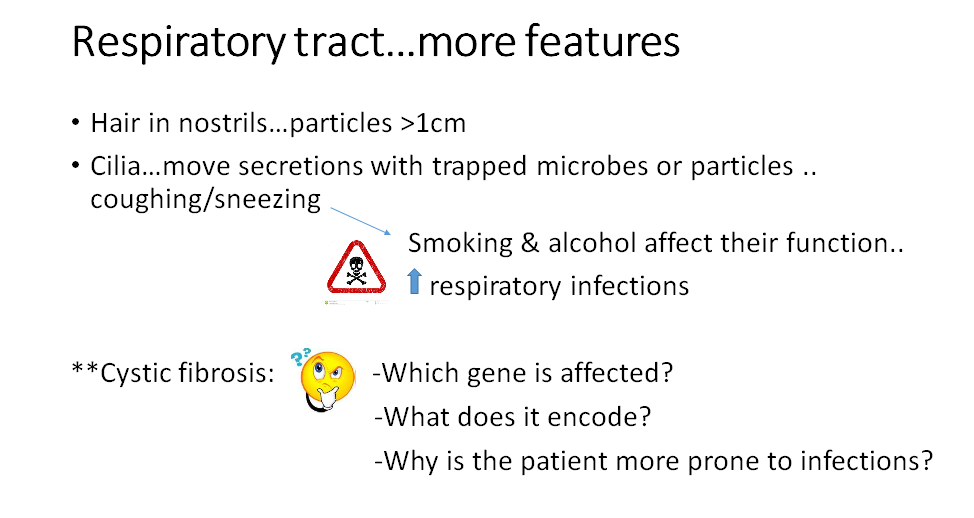 Respiratory tract...more features
• Hair in nostrils...particles >1cm
• Cilia...move secretions with trapped microbes or particles ..
coughing/sneezing
Smoking & alcohol affect their function..
respiratory infections
**Cystic fibrosis:
??
-Which gene is affected?
-What does it encode?
-Why is the patient more prone to infections?